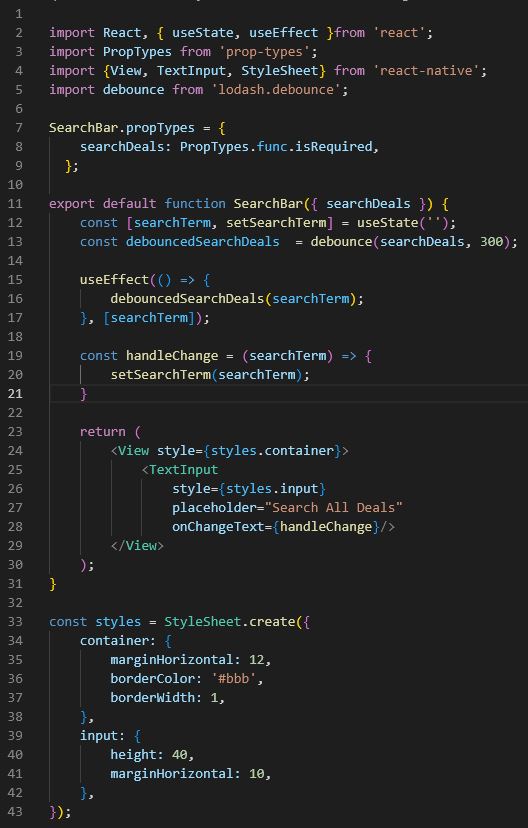 1
2 import React, { useState, useEffect }from 'react';
3 import PropTypes from 'prop-types';
4 import {View, TextInput, StyleSheet} from 'react-native';
5 import debounce from 'lodash.debounce';
6
7 SearchBar.propTypes = {
8     searchDeals: PropTypes.func.isRequired,
9   };
10
11 export default function SearchBar({ searchDeals }) {
12     const [searchTerm, setSearchTerm] = useState('');
13     const debouncedSearchDeals  = debounce(searchDeals, 300);
14
15     useEffect(() => {
16         debouncedSearchDeals(searchTerm);
17     }, [searchTerm]);
18
19     const handleChange = (searchTerm) => {
20         setSearchTerm(searchTerm);
21     }
22
23     return (
24         <View style={styles.container}>
25             <TextInput
26                 style={styles.input}
27                 placeholder="Search All Deals"
28                 onChangeText={handleChange}/>
29         </View>
30     );
31 }
32
33 const styles = StyleSheet.create({
34     container: {
35         marginHorizontal: 12,
36         borderColor: '#bbb',
37         borderWidth: 1,
38     },
39     input: {
40         height: 40,
41         marginHorizontal: 10,
42     },
43 });